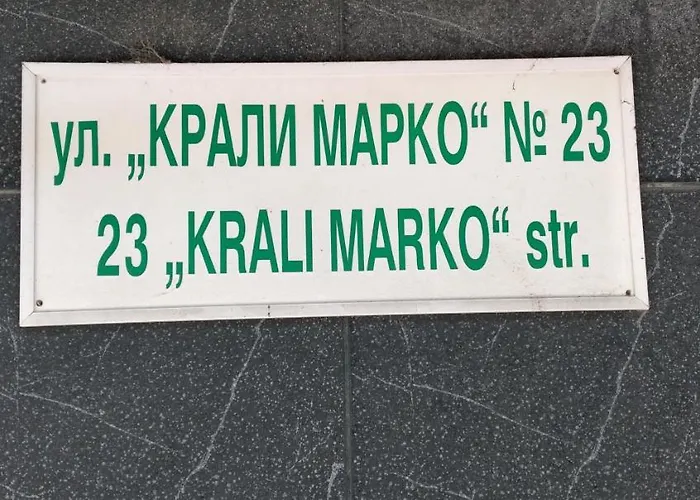 ул. „КРАЛИ МАРКО“ № 23
23 „KRALI MARKO“ str.